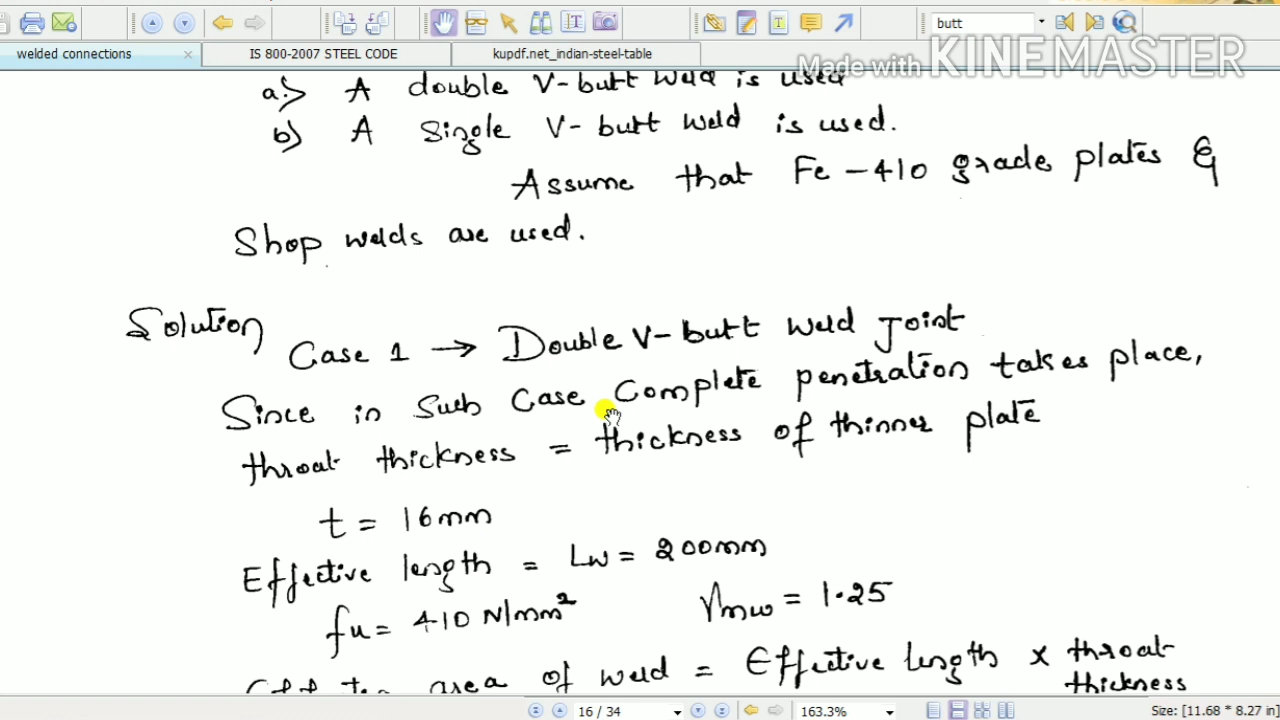 butt
welded connections × IS 800-2007 STEEL CODE kupdf.net_indian-steel-table
Made with KINEMASTER
a:> A double V-butt weld is used
b) A Single V-butt weld is used.
Assume that Fe-410 grade plates &
Shop welds are used.
Solution
Case 1 → Double V-butt weld Joint
Since in Such Case Complete penetration takes place,
throat thickness = thickness of thinner plate
t = 16mm
Effective length = Lw = 200mm
fu = 410 N/mm² γmw = 1.25
area of weld = Effective length × throat
thickness
16 / 34 163.3% Size: [11.68 * 8.27 in]